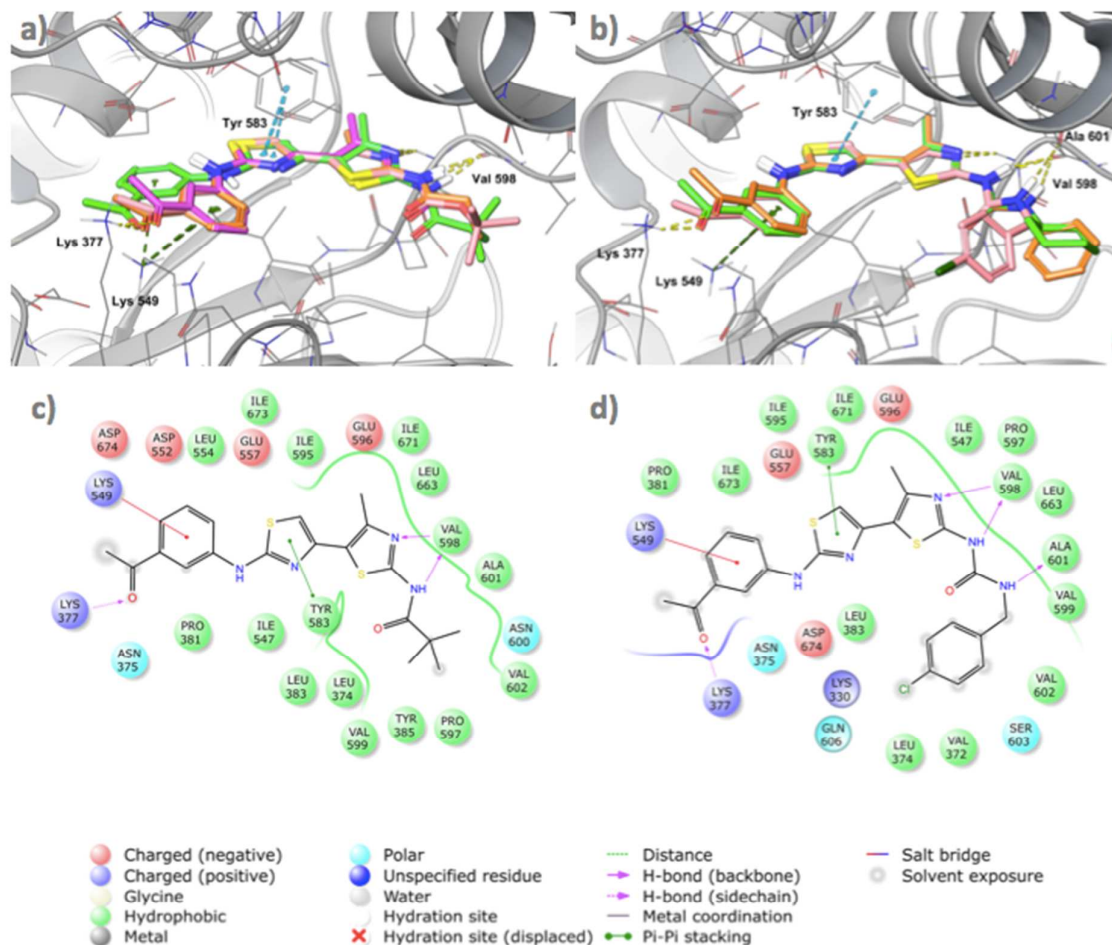 a)
Tyr 583
Val 598
Lys 377
Lys 549
b)
Tyr 583
Ala 601
Val 598
Lys 377
Lys 549
c)
ILE 673
ASP 674
ASP 552
LEU 554
GLU 557
ILE 595
GLU 596
ILE 671
LEU 663
LYS 549
S
N
VAL 598
N
H
N
S
NH
ALA 601
O
LYS 377
PRO 381
ILE 547
TYR 583
O
ASN 600
ASN 375
LEU 383
LEU 374
VAL 602
VAL 599
TYR 385
PRO 597
d)
ILE 595
ILE 671
GLU 596
TYR 583
ILE 547
PRO 597
PRO 381
ILE 673
GLU 557
VAL 598
LEU 663
LYS 549
S
N
N
H
N
S
NH
ALA 601
O
NH
VAL 599
O
ASN 375
ASP 674
LEU 383
LYS 377
LYS 330
Cl
VAL 602
GLN 606
LEU 374
VAL 372
SER 603
Charged (negative)
Charged (positive)
Glycine
Hydrophobic
Metal
Polar
Unspecified residue
Water
Hydration site
Hydration site (displaced)
Distance
H-bond (backbone)
H-bond (sidechain)
Metal coordination
Pi-Pi stacking
Salt bridge
Solvent exposure